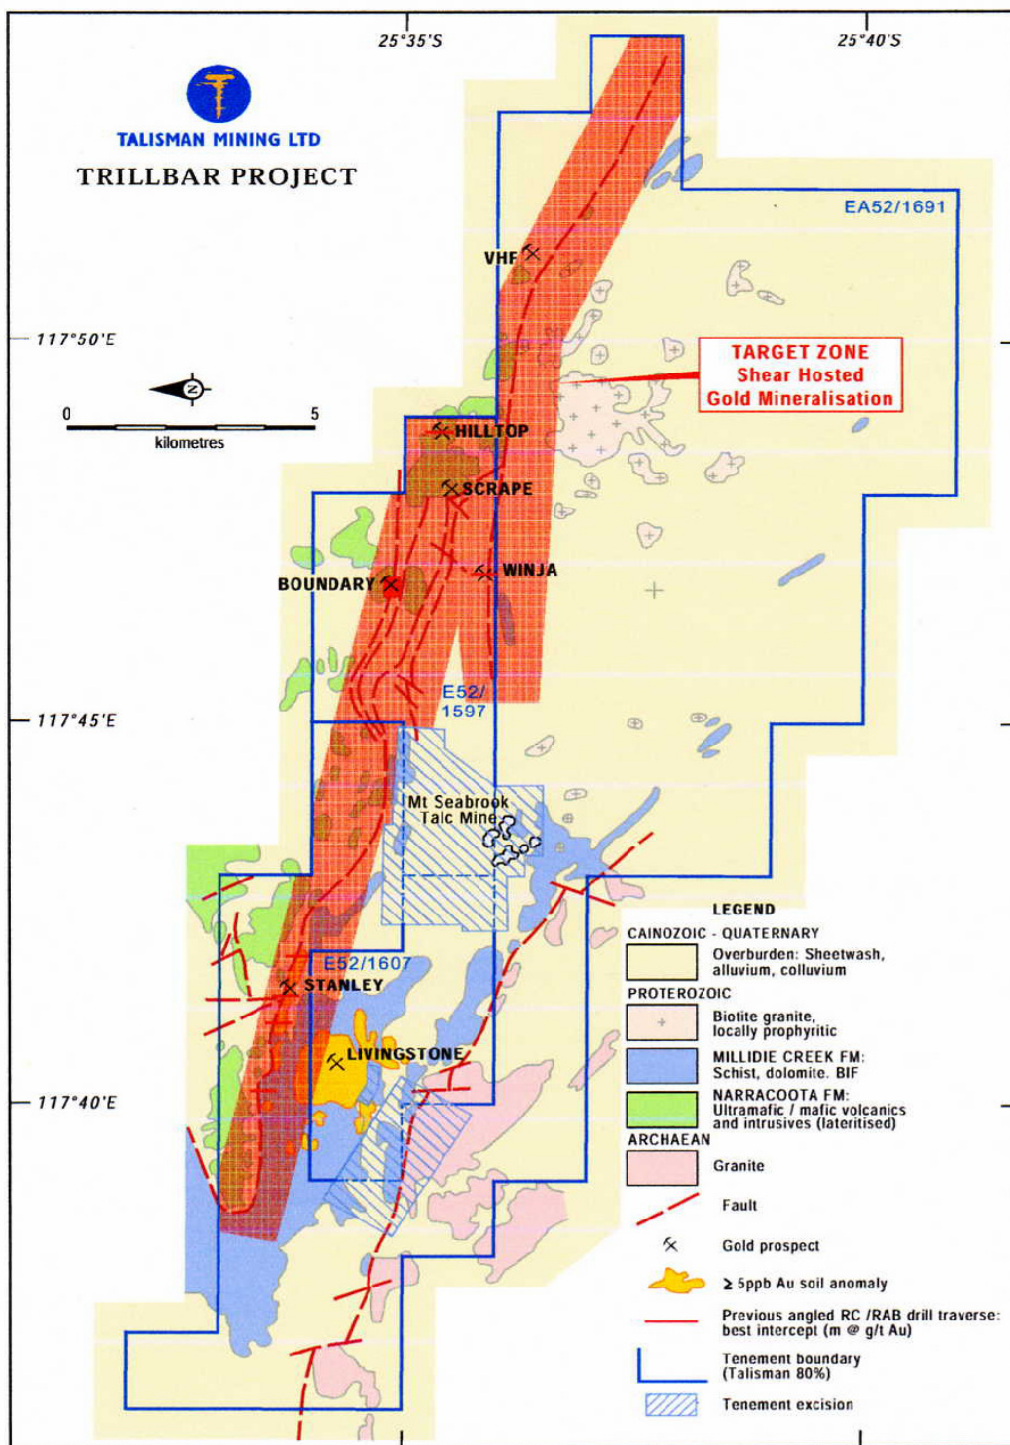 25°35'S
25°40'S
TALISMAN MINING LTD
TRILLBAR PROJECT
EA52/1691
VHF
117°50'E
TARGET ZONE
Shear Hosted
Gold Mineralisation
N
0 5
kilometres
HILLTOP
SCRAPE
BOUNDARY
WINJA
E52/
1597
117°45'E
Mt Seabrook
Talc Mine
LEGEND
CAINOZOIC - QUATERNARY
Overburden: Sheetwash,
alluvium, colluvium
E52/1607
STANLEY
PROTEROZOIC
Biotite granite,
locally prophyritic
LIVINGSTONE
MILLIDIE CREEK FM:
Schist, dolomite. BIF
117°40'E
NARRACOOTA FM:
Ultramafic / mafic volcanics
and intrusives (lateritised)
ARCHAEAN
Granite
Fault
Gold prospect
≥ 5ppb Au soil anomaly
Previous angled RC /RAB drill traverse:
best intercept (m @ g/t Au)
Tenement boundary
(Talisman 80%)
Tenement excision